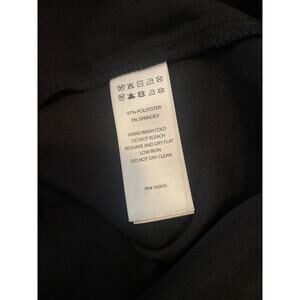 97% POLYESTER
3% SPANDEX
HAND WASH COLD
DO NOT BLEACH
RESHAPE AND DRY FLAT
LOW IRON
DO NOT DRY CLEAN
RN#